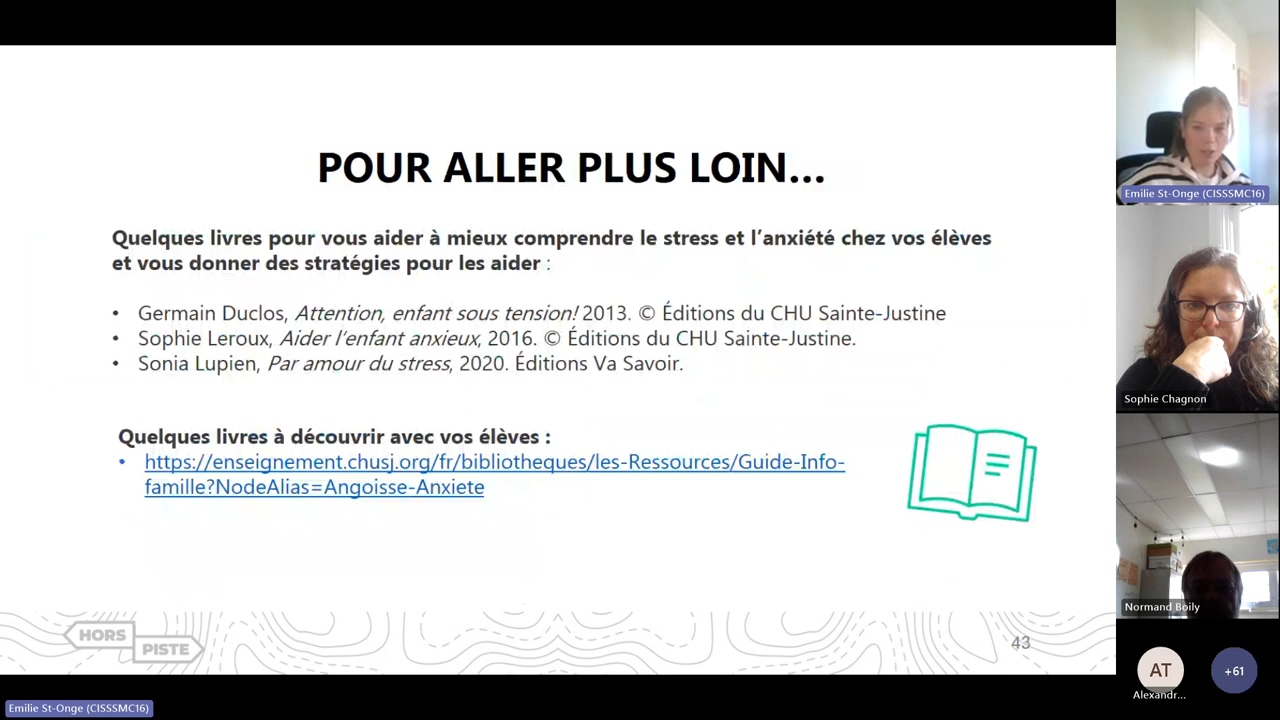 POUR ALLER PLUS LOIN...
Quelques livres pour vous aider à mieux comprendre le stress et l'anxiété chez vos élèves
et vous donner des stratégies pour les aider :
• Germain Duclos, Attention, enfant sous tension! 2013. © Éditions du CHU Sainte-Justine
• Sophie Leroux, Aider l'enfant anxieux, 2016. © Éditions du CHU Sainte-Justine.
• Sonia Lupien, Par amour du stress, 2020. Éditions Va Savoir.
Quelques livres à découvrir avec vos élèves :
• https://enseignement.chusj.org/fr/bibliotheques/les-Ressources/Guide-Info-
famille?NodeAlias=Angoisse-Anxiete
HORS
PISTE
43
Emilie St-Onge (CISSSMC16)
Emilie St-Onge (CISSSMC16)
Sophie Chagnon
Normand Boily
AT
Alexandr...
+61